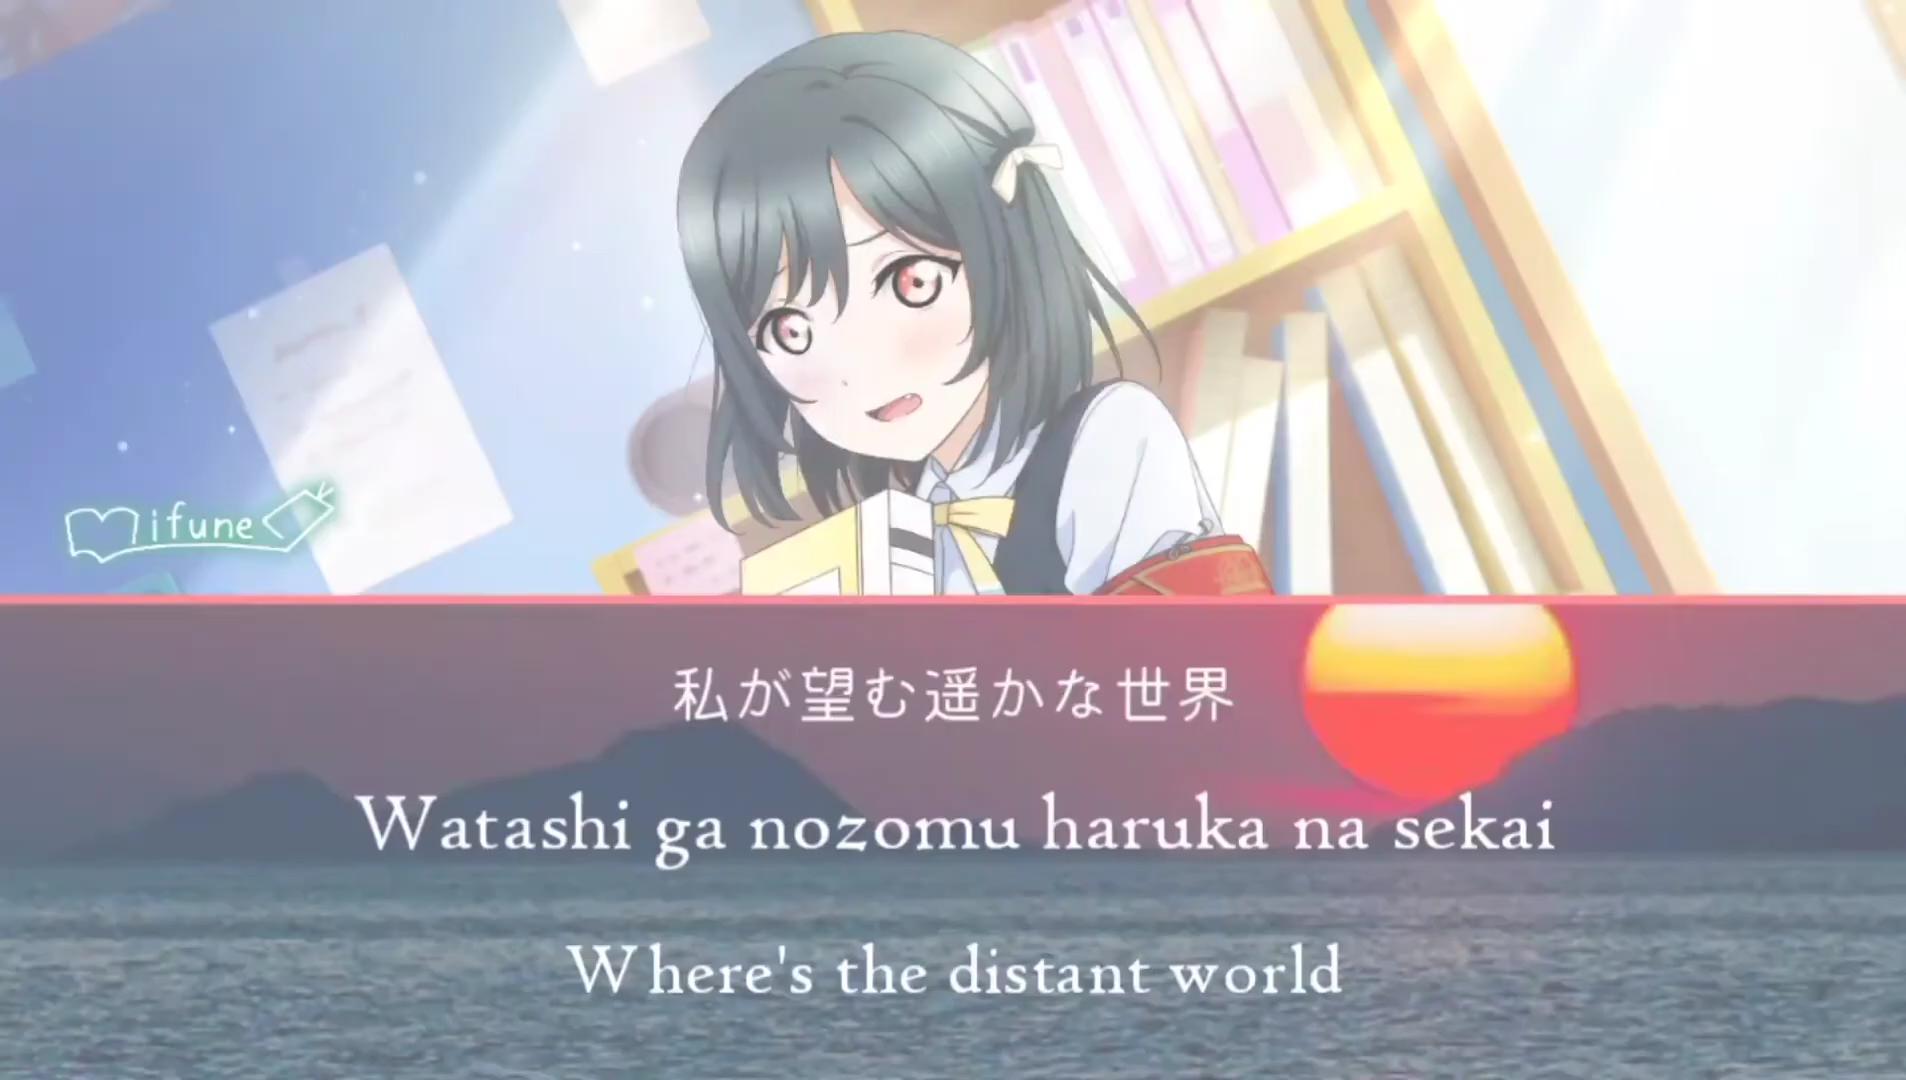 ifune
私が望む遥かな世界
Watashi ga nozomu haruka na sekai
Where's the distant world